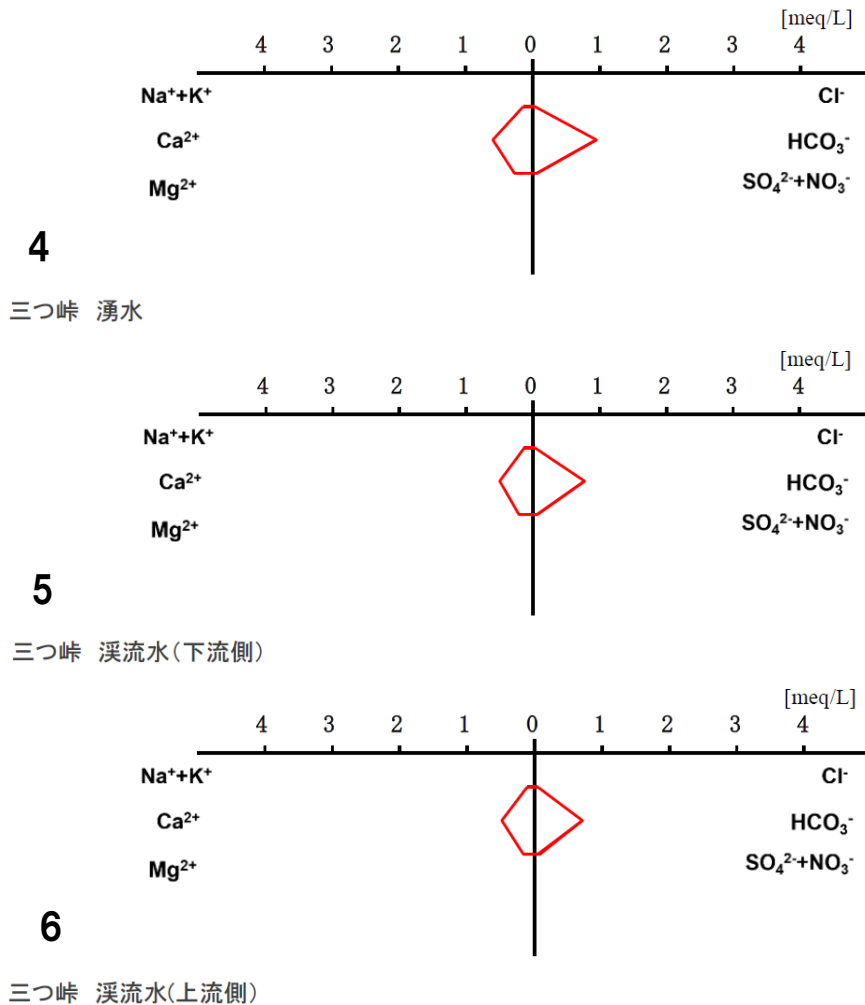 [meq/L]
4 3 2 1 0 1 2 3 4
Na⁺+K⁺ Cl⁻
Ca²⁺ HCO₃⁻
Mg²⁺ SO₄²⁻+NO₃⁻
4
三つ峠 湧水
[meq/L]
4 3 2 1 0 1 2 3 4
Na⁺+K⁺ Cl⁻
Ca²⁺ HCO₃⁻
Mg²⁺ SO₄²⁻+NO₃⁻
5
三つ峠 渓流水(下流側)
[meq/L]
4 3 2 1 0 1 2 3 4
Na⁺+K⁺ Cl⁻
Ca²⁺ HCO₃⁻
Mg²⁺ SO₄²⁻+NO₃⁻
6
三つ峠 渓流水(上流側)